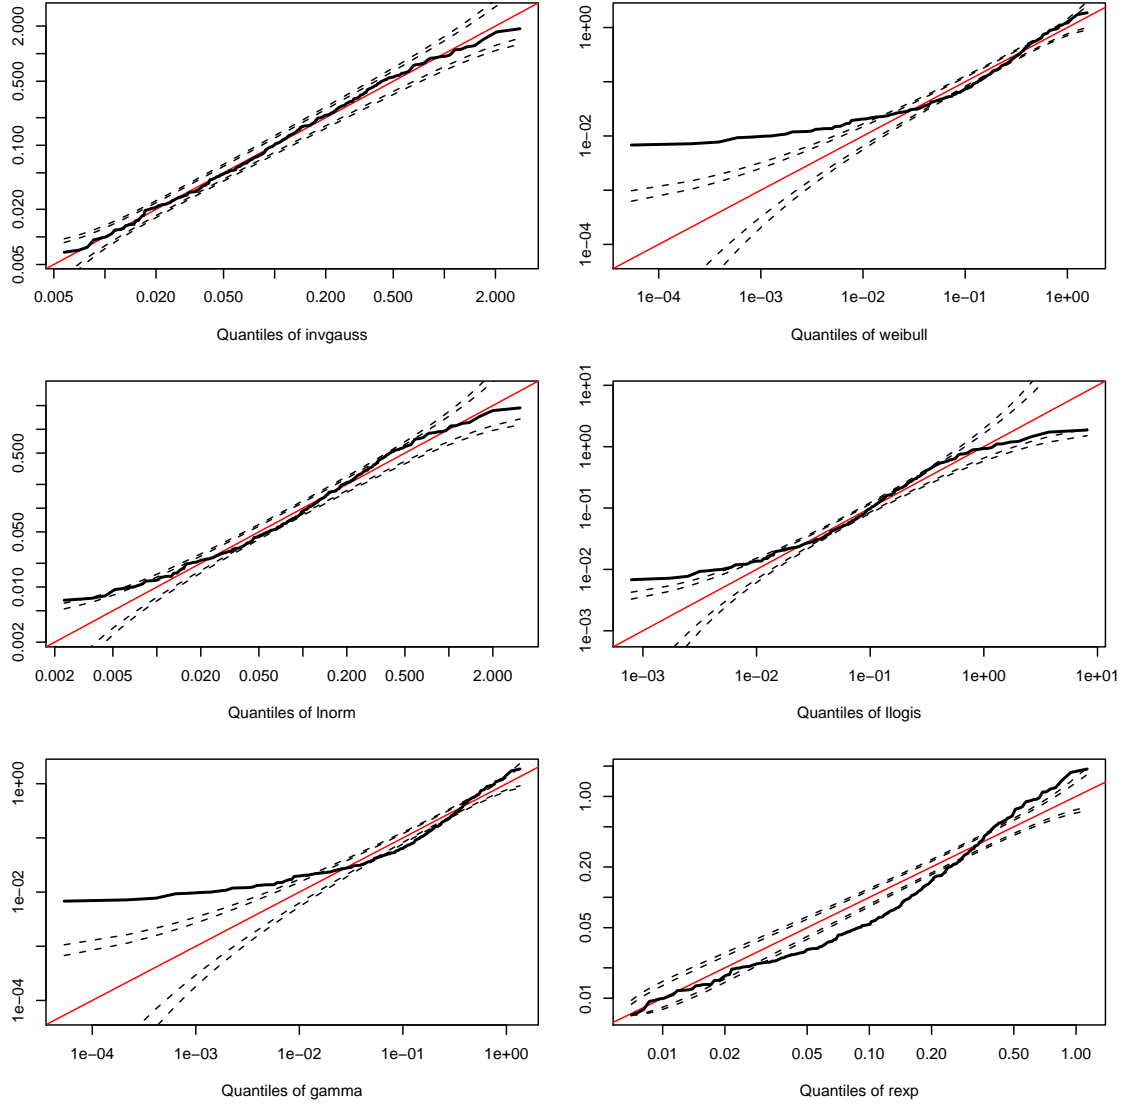 0.005 0.020 0.100 0.500 2.000
0.005 0.020 0.050 0.200 0.500 2.000
Quantiles of invgauss
1e−04 1e−02 1e+00
1e−04 1e−03 1e−02 1e−01 1e+00
Quantiles of weibull
0.002 0.010 0.050 0.500
0.002 0.005 0.020 0.050 0.200 0.500 2.000
Quantiles of lnorm
1e−03 1e−02 1e−01 1e+00 1e+01
1e−03 1e−02 1e−01 1e+00 1e+01
Quantiles of llogis
1e−04 1e−02 1e+00
1e−04 1e−03 1e−02 1e−01 1e+00
Quantiles of gamma
0.01 0.05 0.20 1.00
0.01 0.02 0.05 0.10 0.20 0.50 1.00
Quantiles of rexp